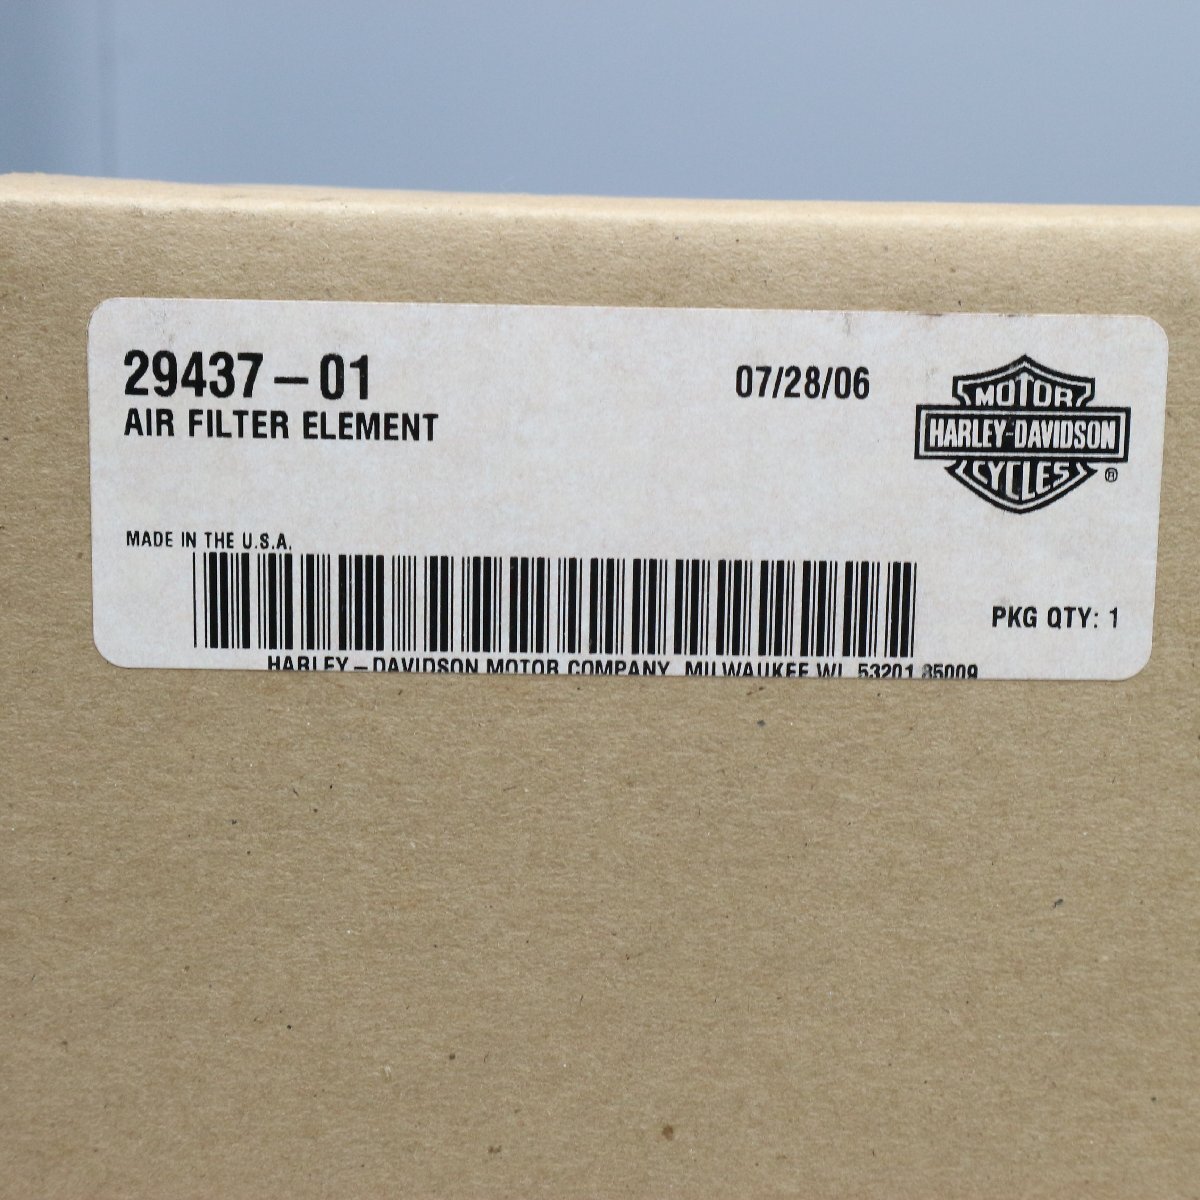 29437-01
AIR FILTER ELEMENT
07/28/06
MOTOR
HARLEY-DAVIDSON
CYCLES
®
MADE IN THE U.S.A.
PKG QTY: 1
HARLEY-DAVIDSON MOTOR COMPANY MILWAUKEE WI 53201 85009